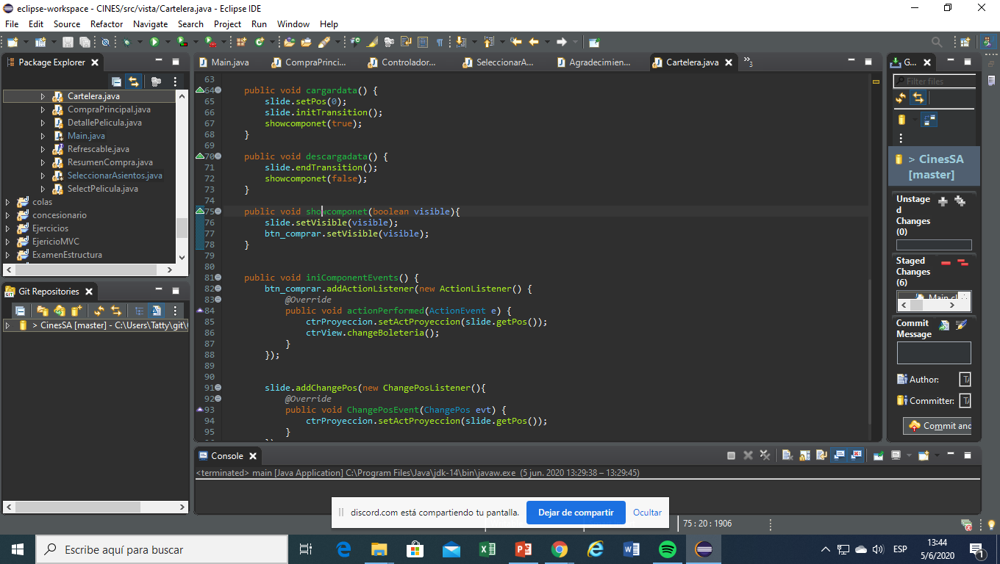 eclipse-workspace - CINES/src/vista/Cartelera.java - Eclipse IDE
File Edit Source Refactor Navigate Search Project Run Window Help
Package Explorer
Main.java
CompraPrinci...
Controlador...
SeleccionarA...
Agradecimien...
Cartelera.java
»3
G...
Filter files
Cartelera.java
CompraPrincipal.java
DetallePelicula.java
Main.java
Refrescable.java
ResumenCompra.java
SeleccionarAsientos.java
SelectPelicula.java
colas
concesionario
Ejercicios
EjericioMVC
ExamenEstructura
Git Repositories
> CinesSA [master] - C:\Users\Tatty\git\
63
64 public void cargardata() {
65 slide.setPos(0);
66 slide.initTransition();
67 showcomponet(true);
68 }
69
70 public void descargadata() {
71 slide.endTransition();
72 showcomponet(false);
73 }
74
75 public void showcomponet(boolean visible){
76 slide.setVisible(visible);
77 btn_comprar.setVisible(visible);
78 }
79
80
81 public void iniComponentEvents() {
82 btn_comprar.addActionListener(new ActionListener() {
83 @Override
84 public void actionPerformed(ActionEvent e) {
85 ctrProyeccion.setActProyeccion(slide.getPos());
86 ctrView.changeBoleteria();
87 }
88 });
89
90
91 slide.addChangePos(new ChangePosListener(){
92 @Override
93 public void ChangePosEvent(ChangePos evt) {
94 ctrProyeccion.setActProyeccion(slide.getPos());
95 }
> CinesSA
[master]
Unstage
d
Changes
(0)
Staged
Changes
(6)
Commit
Message
Author:
Committer:
Commit and
Console
<terminated> main [Java Application] C:\Program Files\Java\jdk-14\bin\javaw.exe (5 jun. 2020 13:29:38 – 13:29:45)
discord.com está compartiendo tu pantalla.
Dejar de compartir
Ocultar
75 : 20 : 1906
Escribe aquí para buscar
ESP
13:44
5/6/2020
1